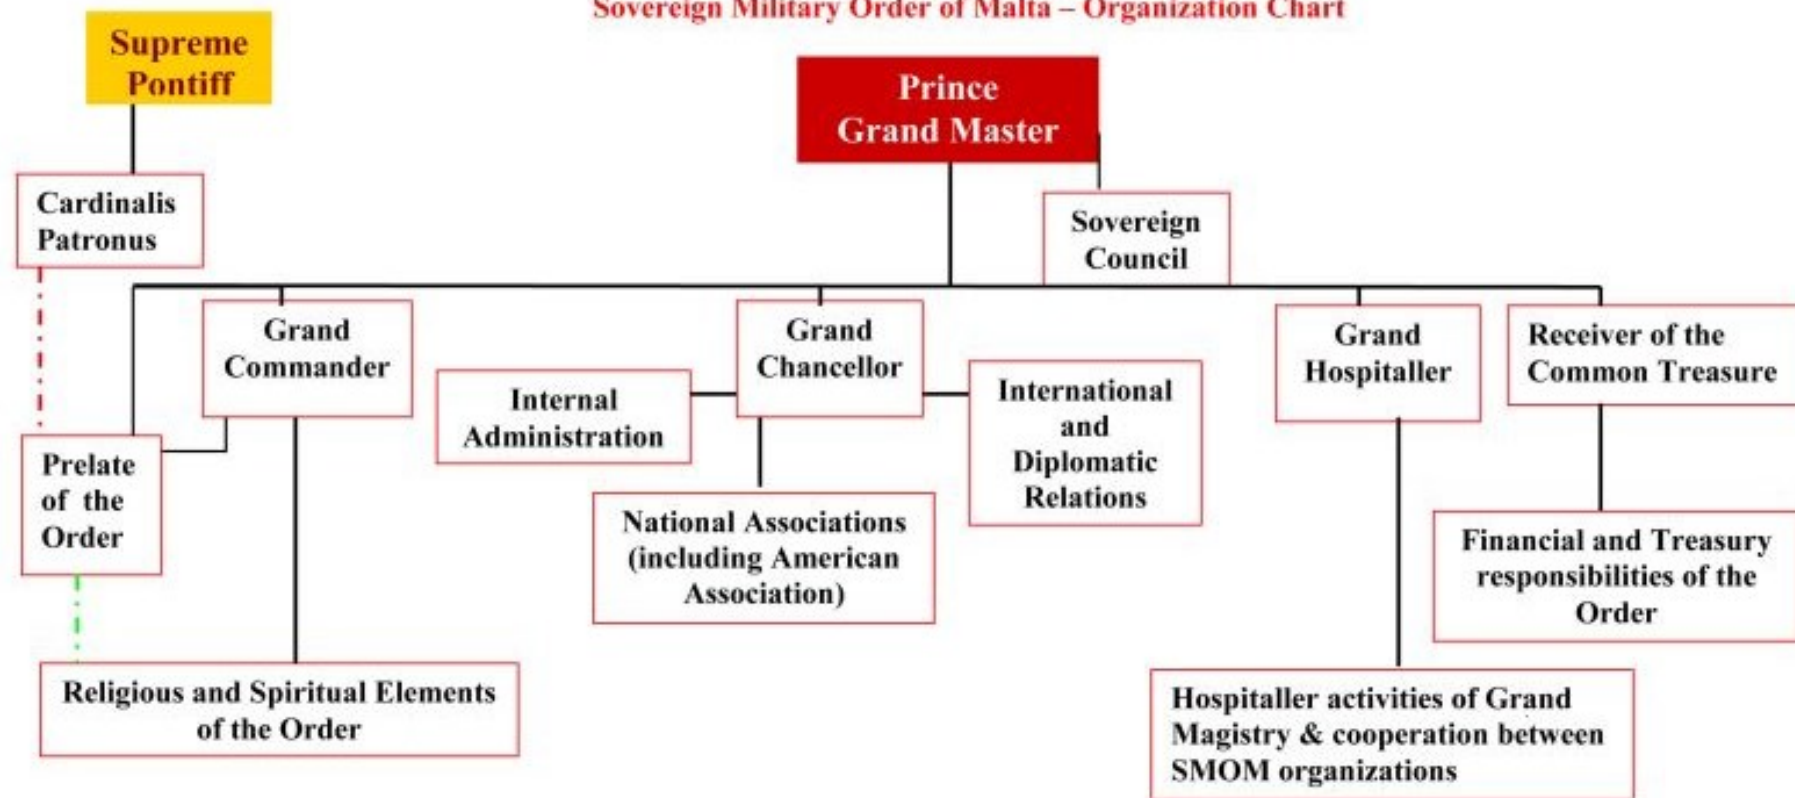 Sovereign Military Order of Malta – Organization Chart
Supreme
Pontiff
Prince
Grand Master
Cardinalis
Patronus
Sovereign
Council
Grand
Commander
Grand
Chancellor
Grand
Hospitaller
Receiver of the
Common Treasure
Internal
Administration
International
and
Diplomatic
Relations
Prelate
of the
Order
National Associations
(including American
Association)
Financial and Treasury
responsibilities of the
Order
Religious and Spiritual Elements
of the Order
Hospitaller activities of Grand
Magistry & cooperation between
SMOM organizations